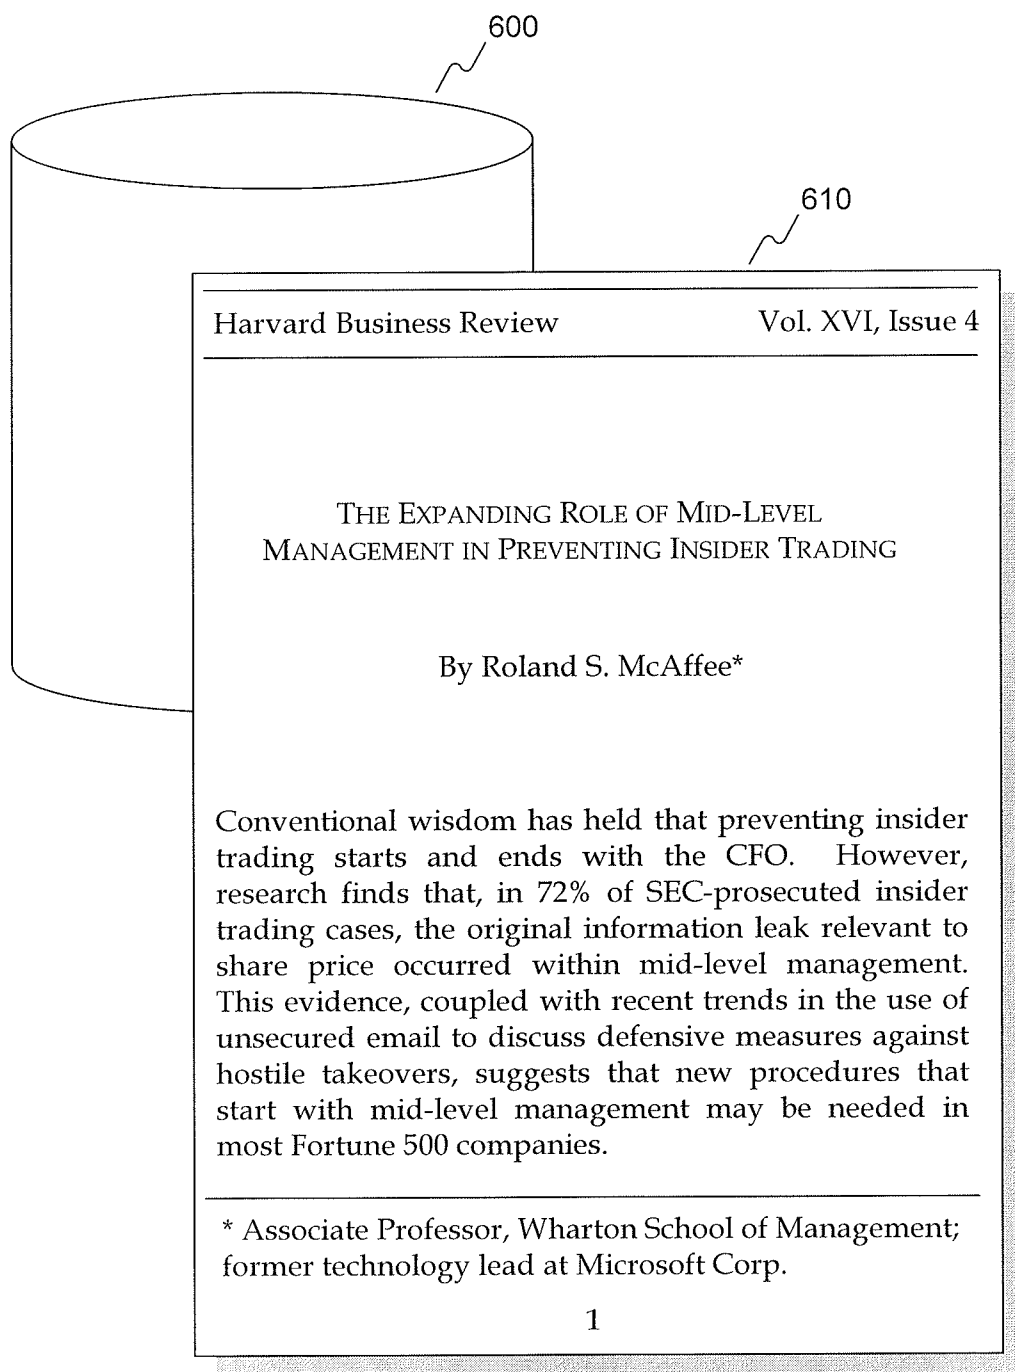 600
610
Harvard Business Review Vol. XVI, Issue 4
THE EXPANDING ROLE OF MID-LEVEL
MANAGEMENT IN PREVENTING INSIDER TRADING
By Roland S. McAffee*
Conventional wisdom has held that preventing insider
trading starts and ends with the CFO. However,
research finds that, in 72% of SEC-prosecuted insider
trading cases, the original information leak relevant to
share price occurred within mid-level management.
This evidence, coupled with recent trends in the use of
unsecured email to discuss defensive measures against
hostile takeovers, suggests that new procedures that
start with mid-level management may be needed in
most Fortune 500 companies.
* Associate Professor, Wharton School of Management;
former technology lead at Microsoft Corp.
1